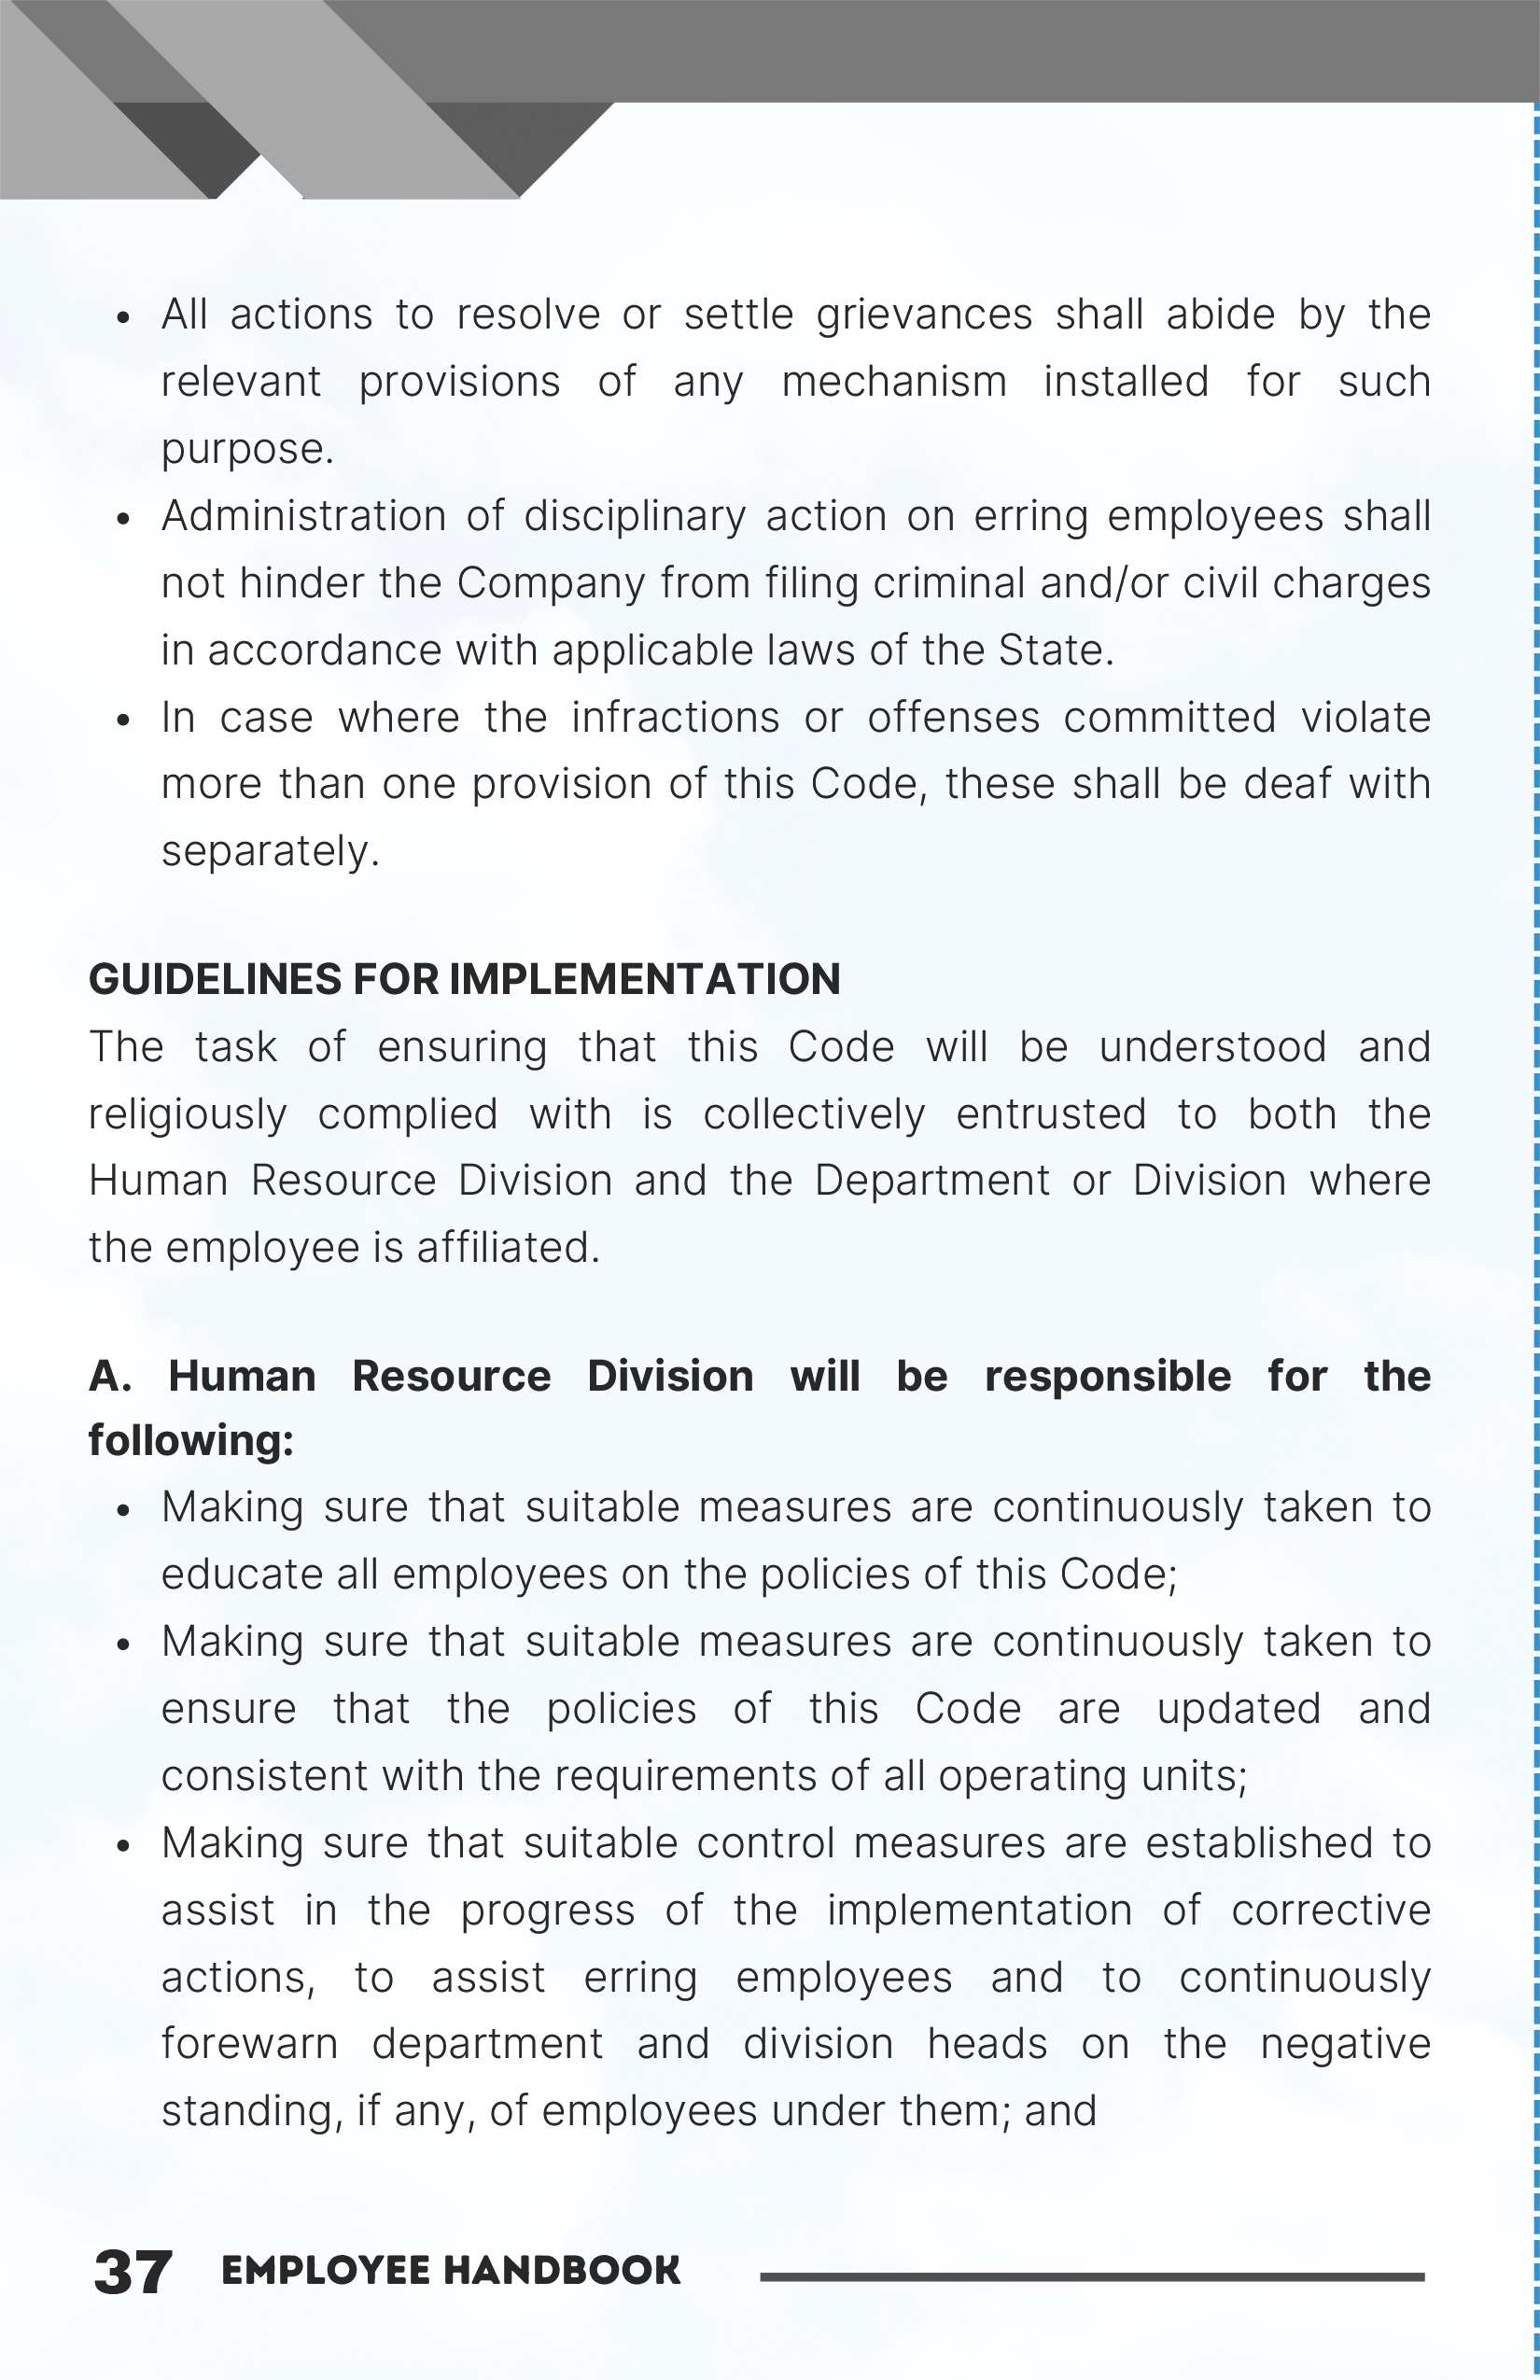 • All actions to resolve or settle grievances shall abide by the
relevant provisions of any mechanism installed for such
purpose.
• Administration of disciplinary action on erring employees shall
not hinder the Company from filing criminal and/or civil charges
in accordance with applicable laws of the State.
• In case where the infractions or offenses committed violate
more than one provision of this Code, these shall be deaf with
separately.
GUIDELINES FOR IMPLEMENTATION
The task of ensuring that this Code will be understood and
religiously complied with is collectively entrusted to both the
Human Resource Division and the Department or Division where
the employee is affiliated.
A. Human Resource Division will be responsible for the
following:
• Making sure that suitable measures are continuously taken to
educate all employees on the policies of this Code;
• Making sure that suitable measures are continuously taken to
ensure that the policies of this Code are updated and
consistent with the requirements of all operating units;
• Making sure that suitable control measures are established to
assist in the progress of the implementation of corrective
actions, to assist erring employees and to continuously
forewarn department and division heads on the negative
standing, if any, of employees under them; and
37 EMPLOYEE HANDBOOK